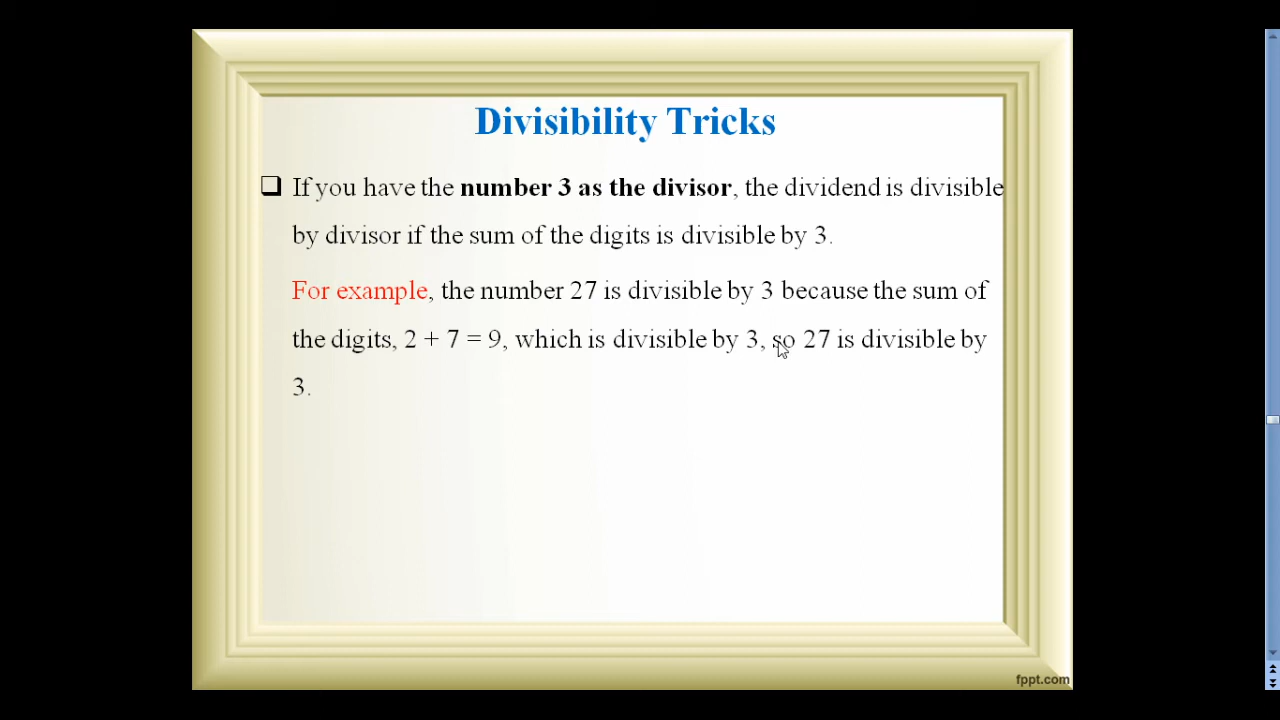 Divisibility Tricks
❑ If you have the number 3 as the divisor, the dividend is divisible
by divisor if the sum of the digits is divisible by 3.
For example, the number 27 is divisible by 3 because the sum of
the digits, 2 + 7 = 9, which is divisible by 3, so 27 is divisible by
3.
fppt.com